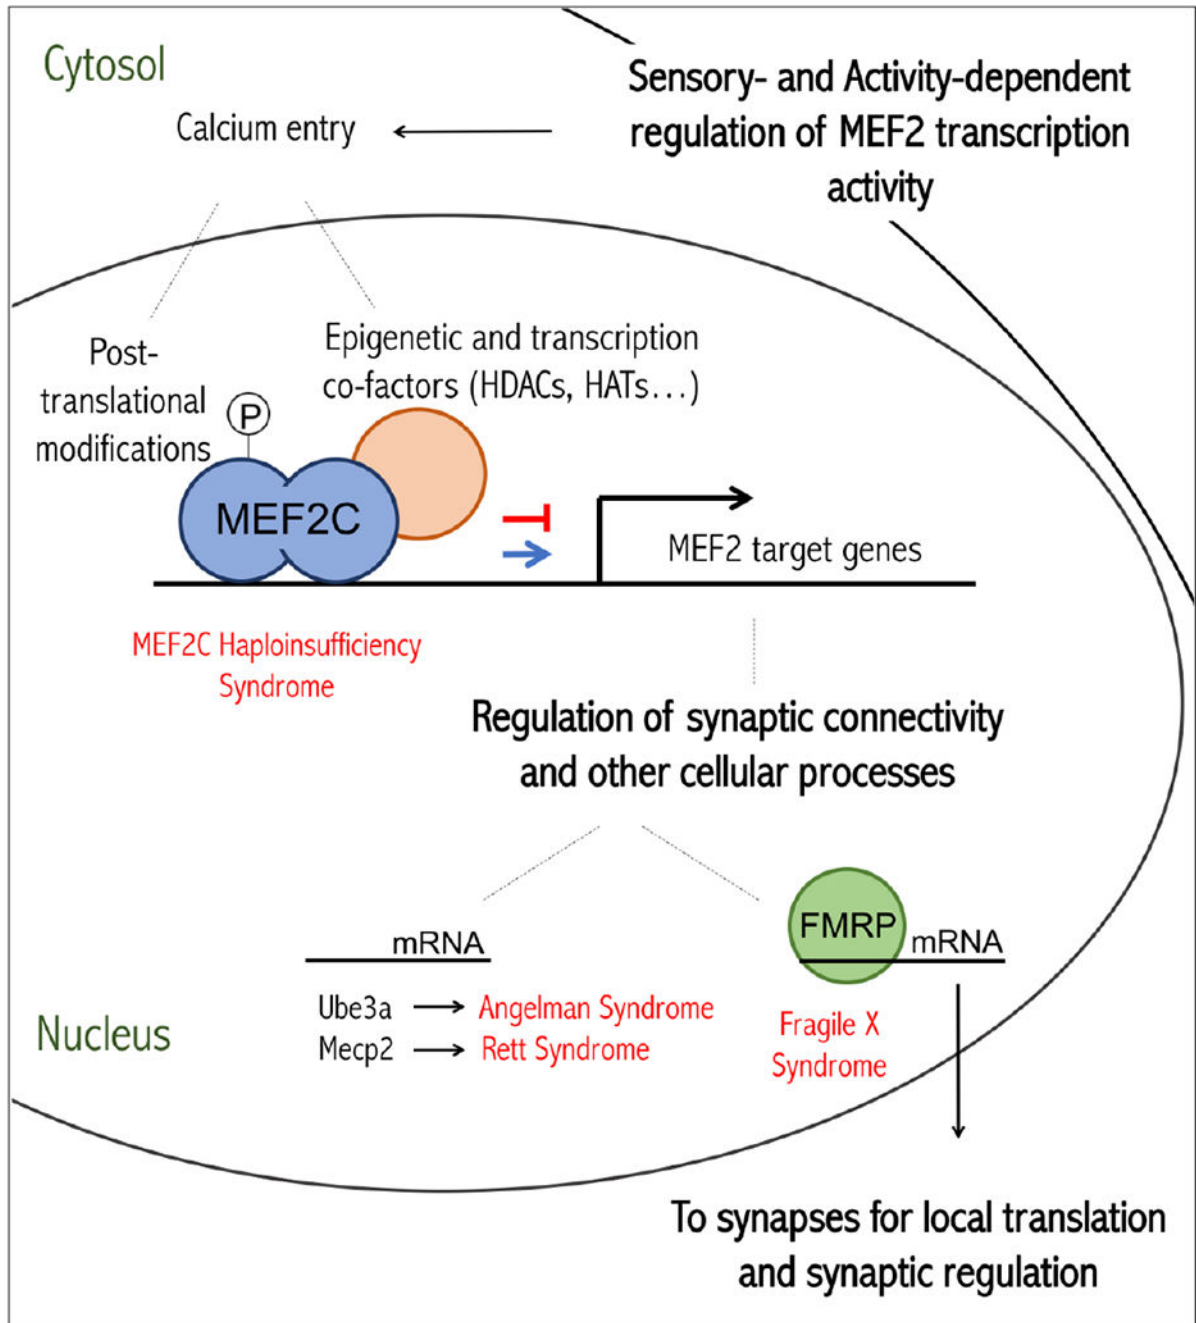 Cytosol
Sensory- and Activity-dependent
regulation of MEF2 transcription
activity
Calcium entry
Post-
translational
modifications
Epigenetic and transcription
co-factors (HDACs, HATs...)
P
MEF2C
MEF2 target genes
MEF2C Haploinsufficiency
Syndrome
Regulation of synaptic connectivity
and other cellular processes
mRNA
Ube3a
Angelman Syndrome
Mecp2
Rett Syndrome
FMRP
mRNA
Fragile X
Syndrome
Nucleus
To synapses for local translation
and synaptic regulation